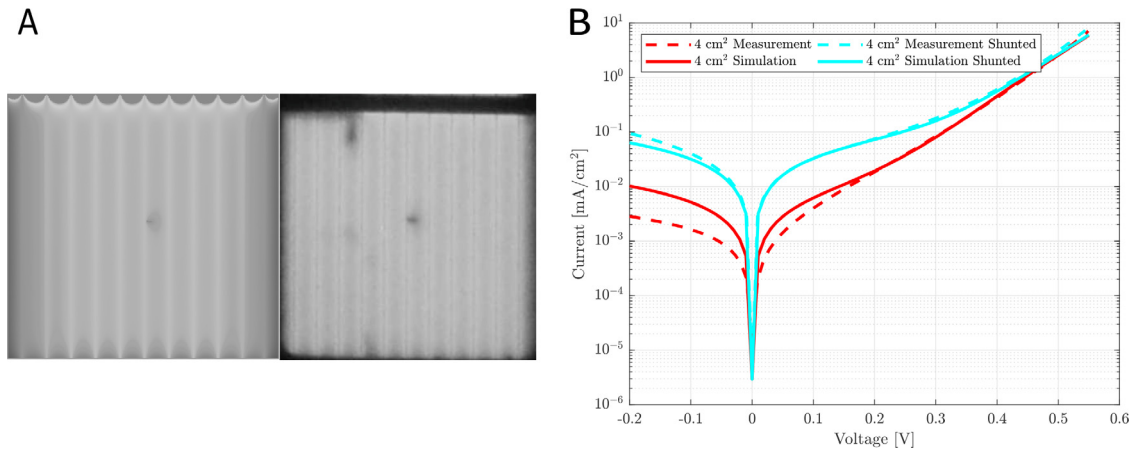 A
B
4 cm² Measurement
4 cm² Measurement Shunted
4 cm² Simulation
4 cm² Simulation Shunted
10¹
10⁰
10⁻¹
10⁻²
10⁻³
10⁻⁴
10⁻⁵
10⁻⁶
Current [mA/cm²]
-0.2
-0.1
0
0.1
0.2
0.3
0.4
0.5
0.6
Voltage [V]